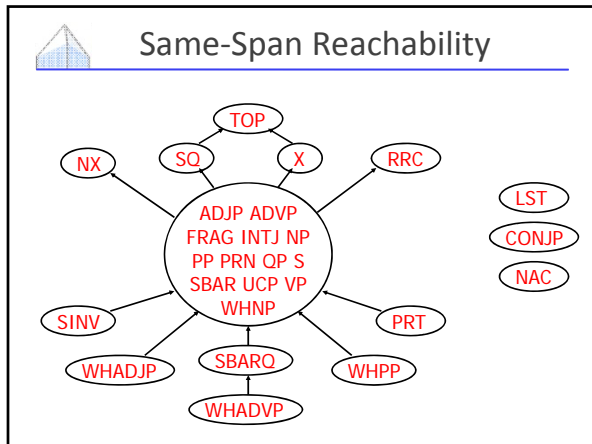 Same-Span Reachability
TOP
SQ
X
NX
RRC
ADJP ADVP
FRAG INTJ NP
PP PRN QP S
SBAR UCP VP
WHNP
LST
CONJP
NAC
SINV
PRT
WHADJP
SBARQ
WHPP
WHADVP